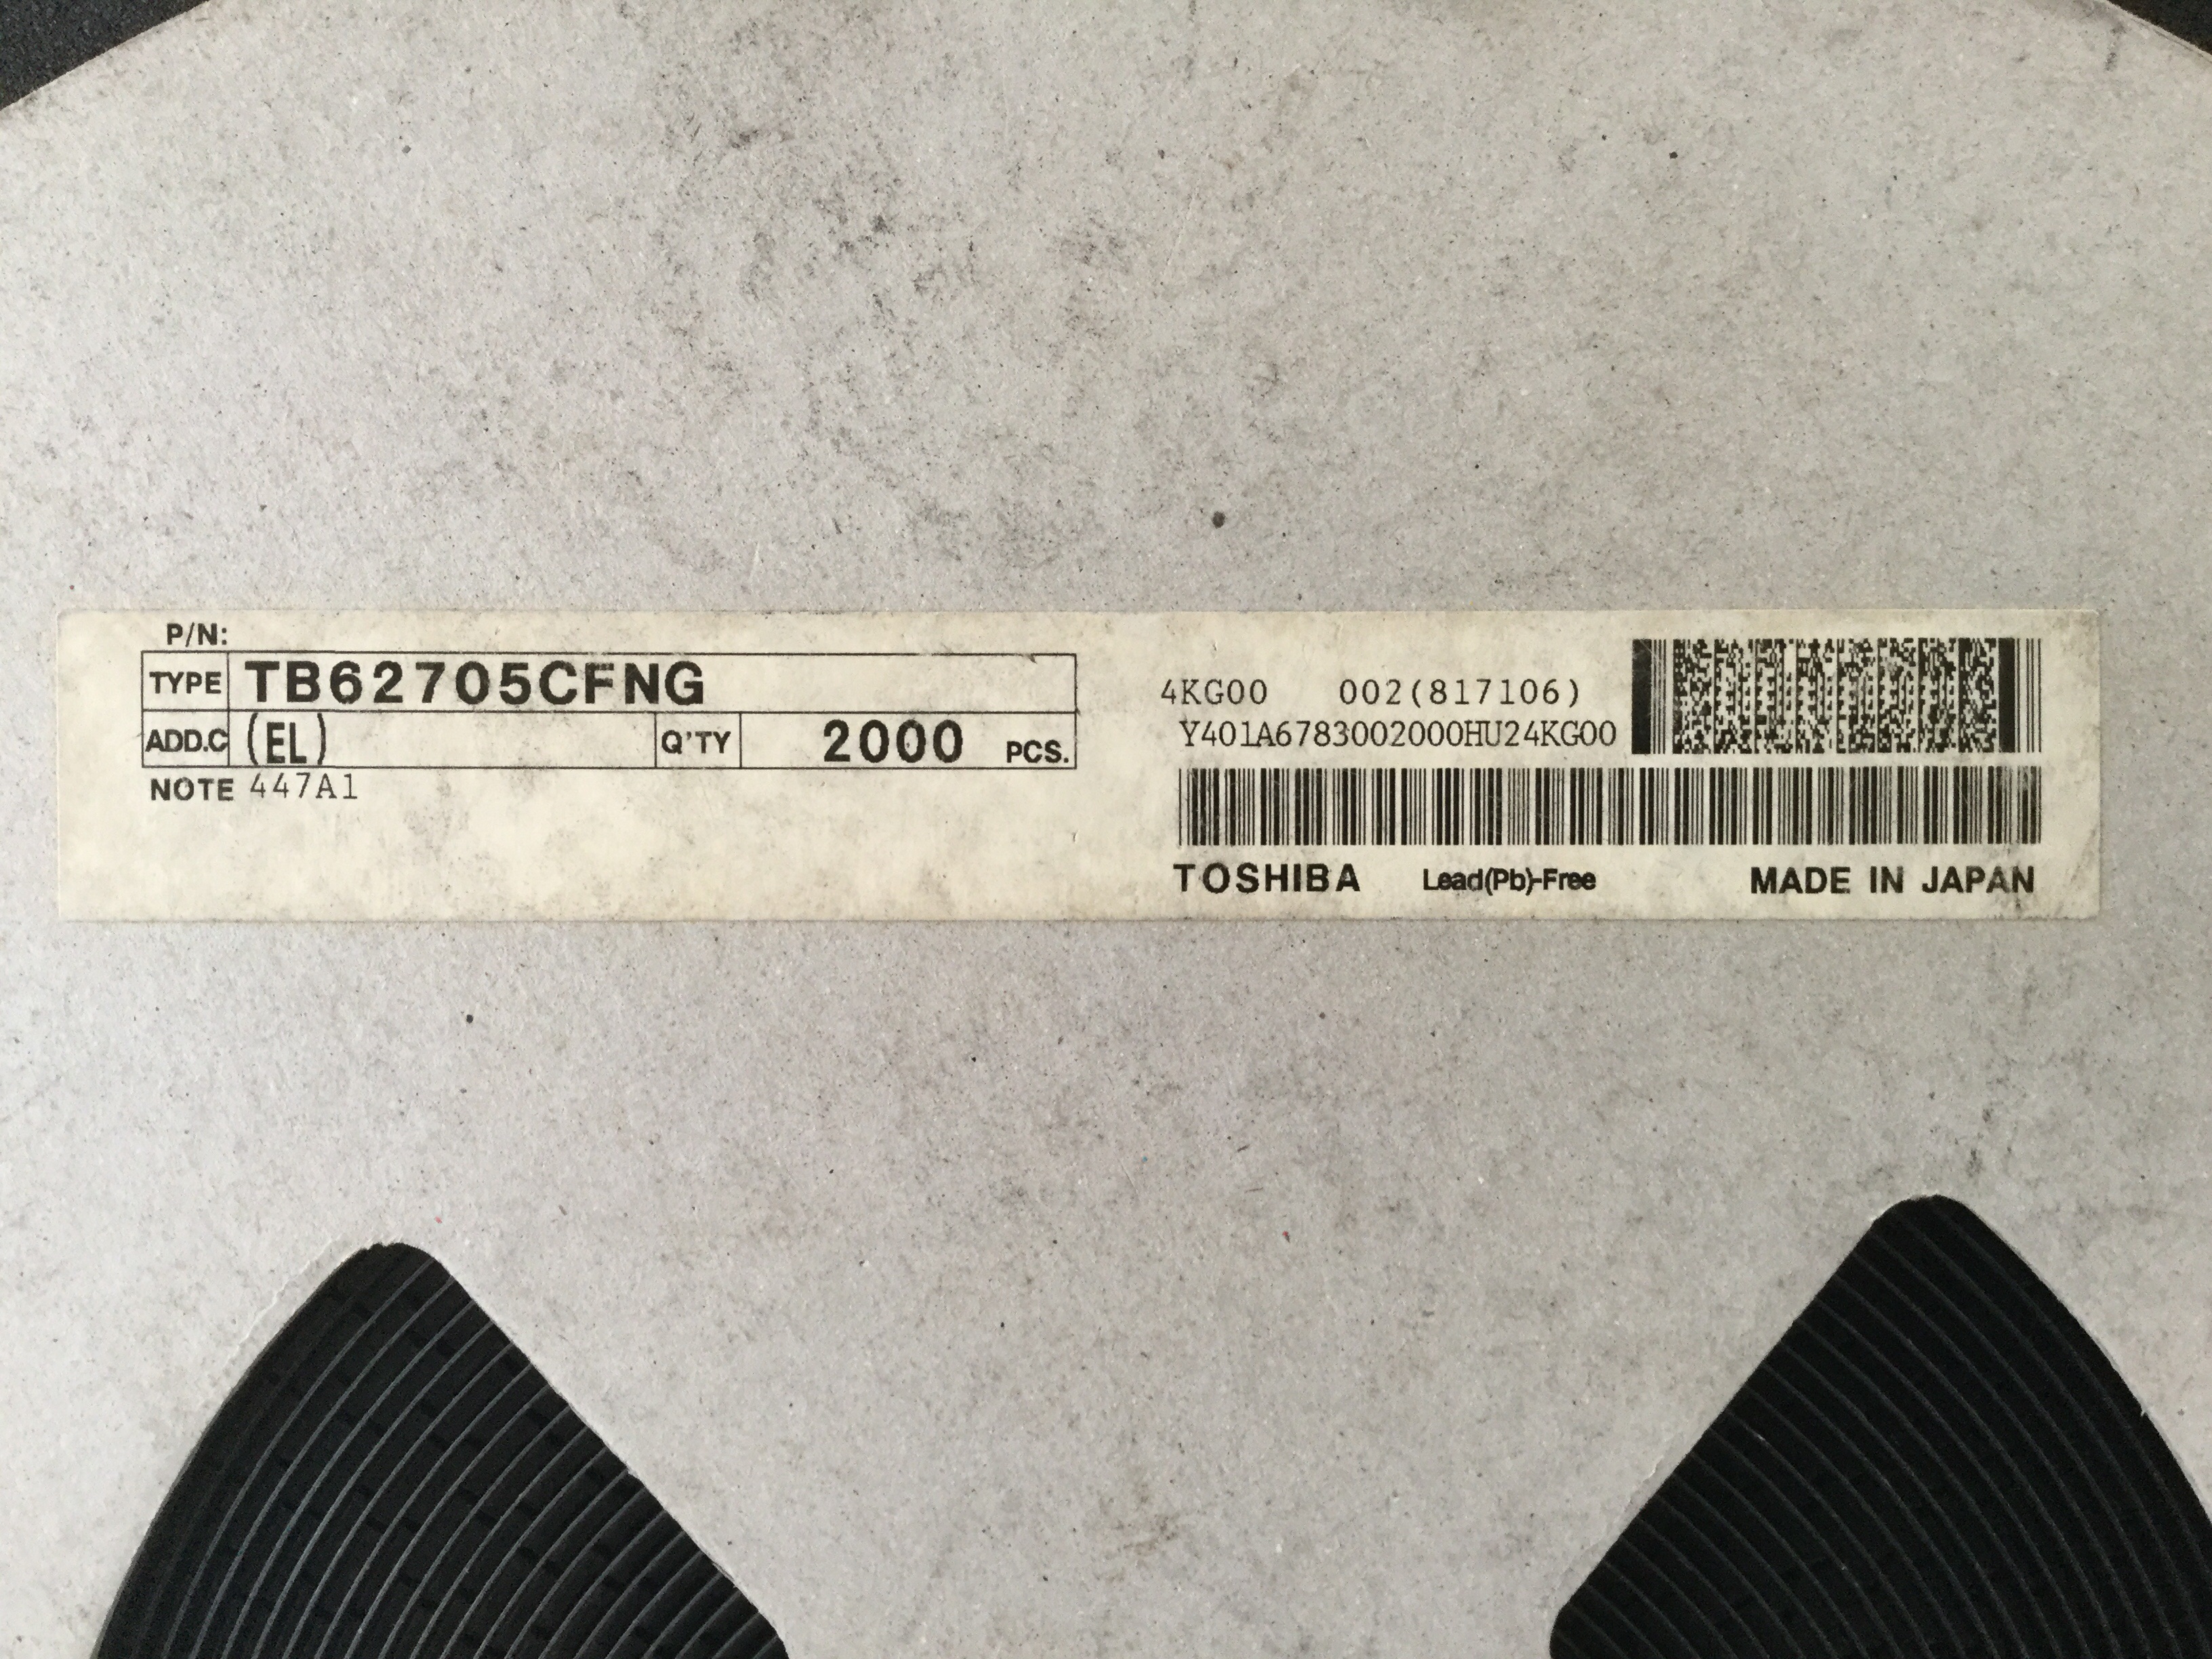 P/N:
TYPE TB62705CFNG
ADD.C (EL) Q'TY 2000 PCS.
NOTE 447A1
4KG00 002(817106)
Y401A6783002000HU24KG00
TOSHIBA Lead(Pb)-Free MADE IN JAPAN